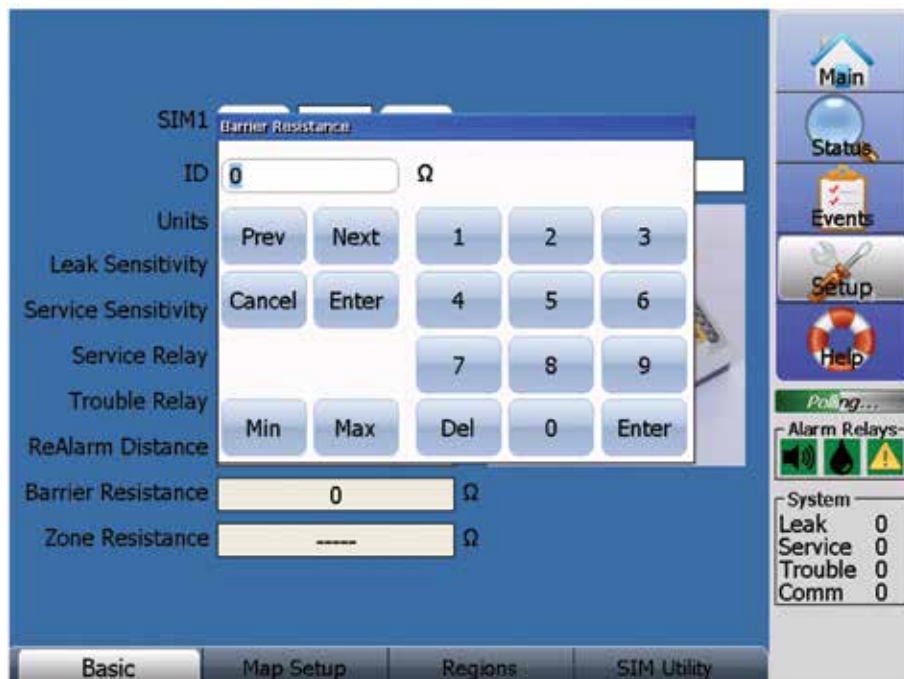 SIM1
Barrier Resistance
ID
0 Ω
Units
Leak Sensitivity
Service Sensitivity
Service Relay
Trouble Relay
ReAlarm Distance
Prev Next 1 2 3
Cancel Enter 4 5 6
7 8 9
Min Max Del 0 Enter
Barrier Resistance 0 Ω
Zone Resistance ----- Ω
Basic Map Setup Regions SIM Utility
Main
Status
Events
Setup
Help
Polling...
Alarm Relays
System
Leak 0
Service 0
Trouble 0
Comm 0